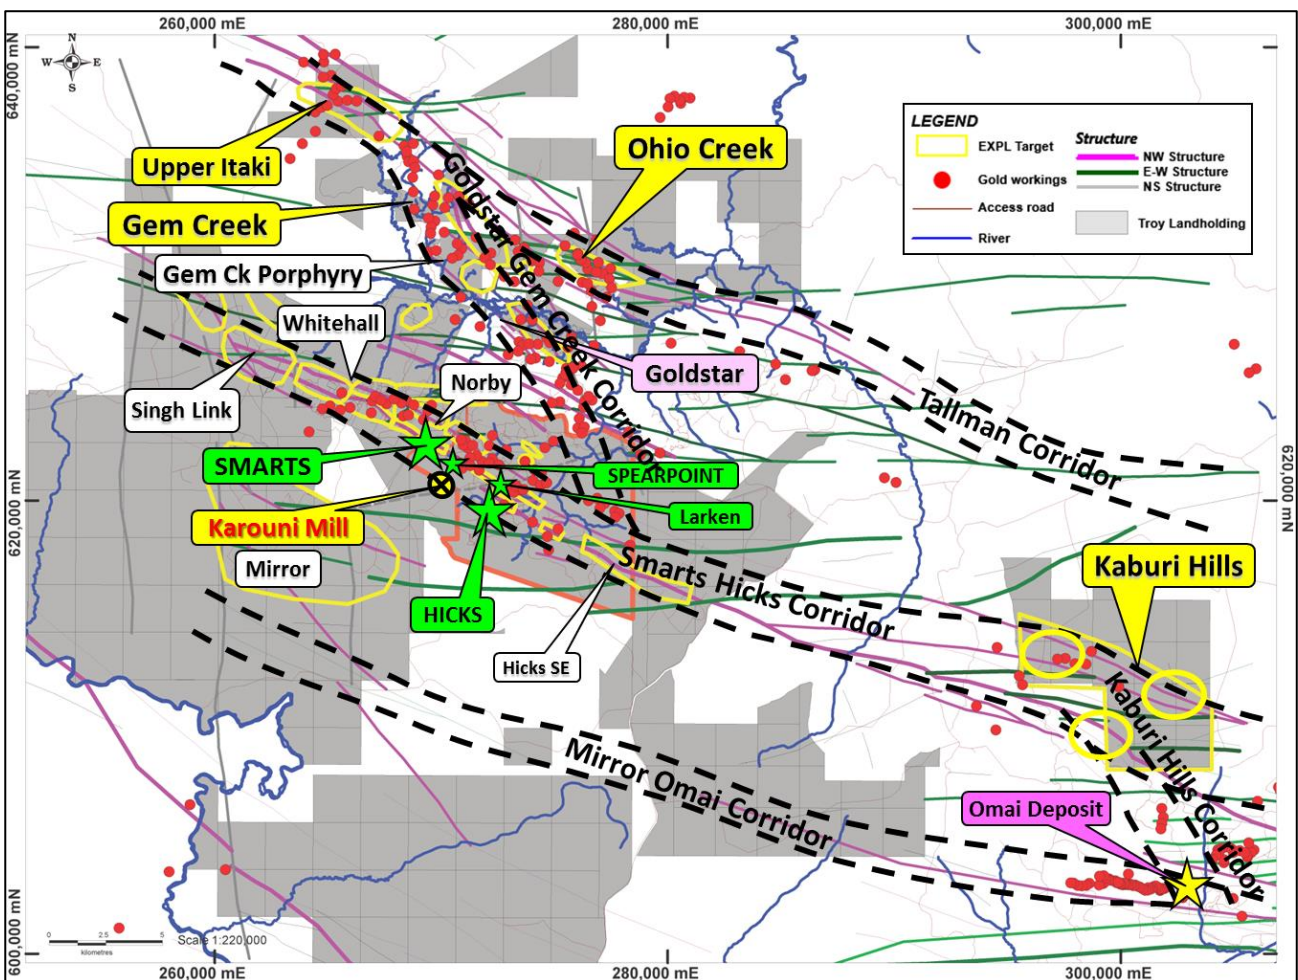 260,000 mE
280,000 mE
300,000 mE
640,000 mN
N
W
E
S
LEGEND
EXPL Target
Gold workings
Access road
River
Structure
NW Structure
E-W Structure
NS Structure
Troy Landholding
Upper Itaki
Ohio Creek
Gem Creek
Gem Ck Porphyry
Goldstar Gem Creek Corridor
Whitehall
Goldstar
Norby
Singh Link
Tallman Corridor
SMARTS
SPEARPOINT
620,000 mN
620,000 mN
Larken
Karouni Mill
Mirror
Smarts Hicks Corridor
Kaburi Hills
HICKS
Hicks SE
Kaburi Hills Corridor
Mirror Omai Corridor
Omai Deposit
600,000 mN
0 2.5 5
kilometres
Scale 1:220,000
260,000 mE
280,000 mE
300,000 mE